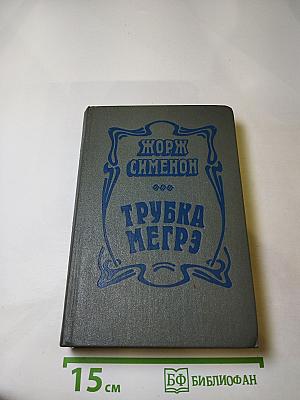 ЖОРЖ
СИМЕНОН
ТРУБКА
МЕГРЭ
15 см
БФ БИБЛИОФАН